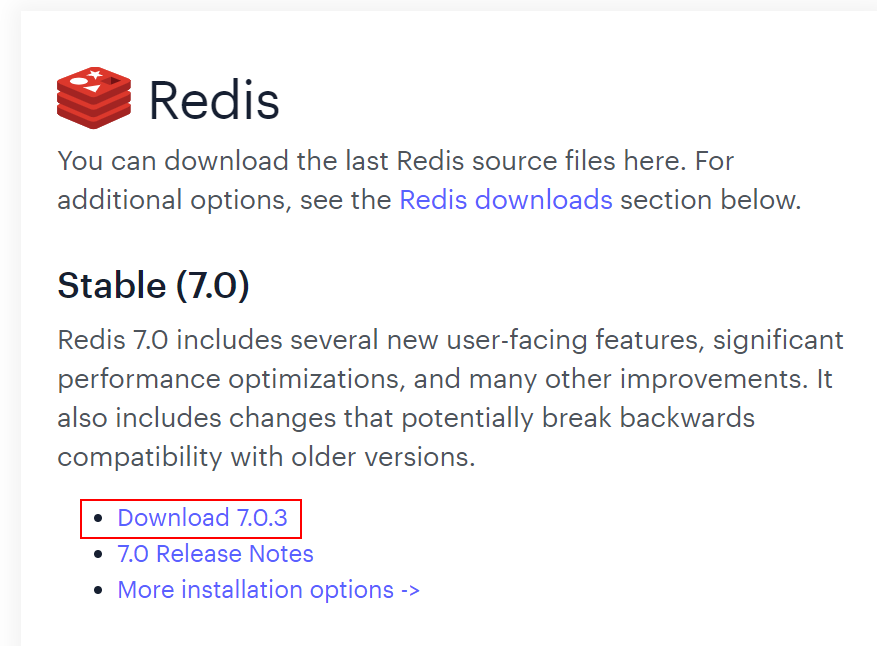 Redis
You can download the last Redis source files here. For
additional options, see the Redis downloads section below.
Stable (7.0)
Redis 7.0 includes several new user-facing features, significant
performance optimizations, and many other improvements. It
also includes changes that potentially break backwards
compatibility with older versions.
• Download 7.0.3
• 7.0 Release Notes
• More installation options ->